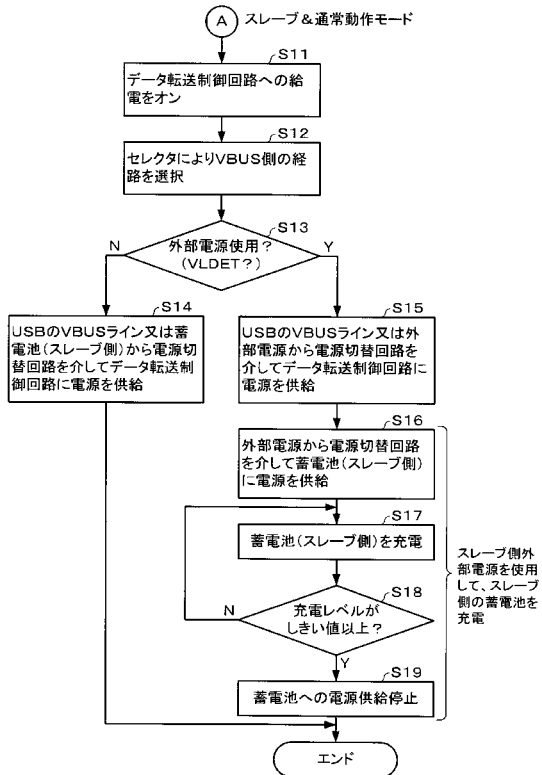 A
スレーブ&通常動作モード
S11
データ転送制御回路への給
電をオン
S12
セレクタによりVBUS側の経
路を選択
S13
外部電源使用?
(VLDET?)
N
Y
S14
USBのVBUSライン又は蓄
電池(スレーブ側)から電源切
替回路を介してデータ転送制
御回路に電源を供給
S15
USBのVBUSライン又は外
部電源から電源切替回路を
介してデータ転送制御回路に
電源を供給
S16
外部電源から電源切替回路
を介して蓄電池(スレーブ側)
に電源を供給
S17
蓄電池(スレーブ側)を充電
S18
充電レベルが
しきい値以上?
N
Y
S19
蓄電池への電源供給停止
スレーブ側外
部電源を使用
して、スレーブ
側の蓄電池を
充電
エンド